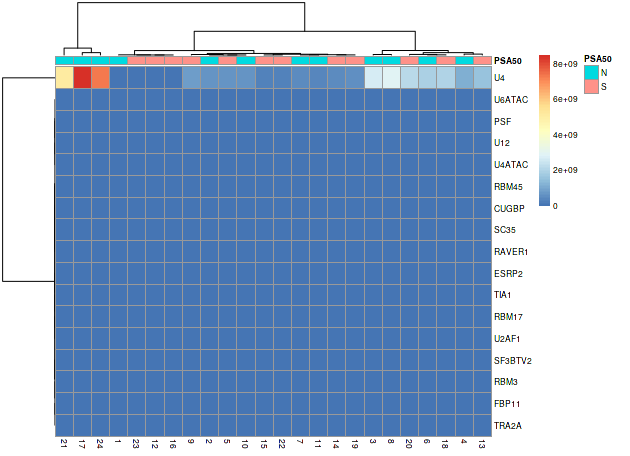 PSA50
U4
U6ATAC
PSF
U12
U4ATAC
RBM45
CUGBP
SC35
RAVER1
ESRP2
TIA1
RBM17
U2AF1
SF3BTV2
RBM3
FBP11
TRA2A
21 17 24 1 23 12 16 9 2 5 10 15 22 7 11 14 19 3 8 20 6 18 4 13
8e+09
6e+09
4e+09
2e+09
0
PSA50
N
S